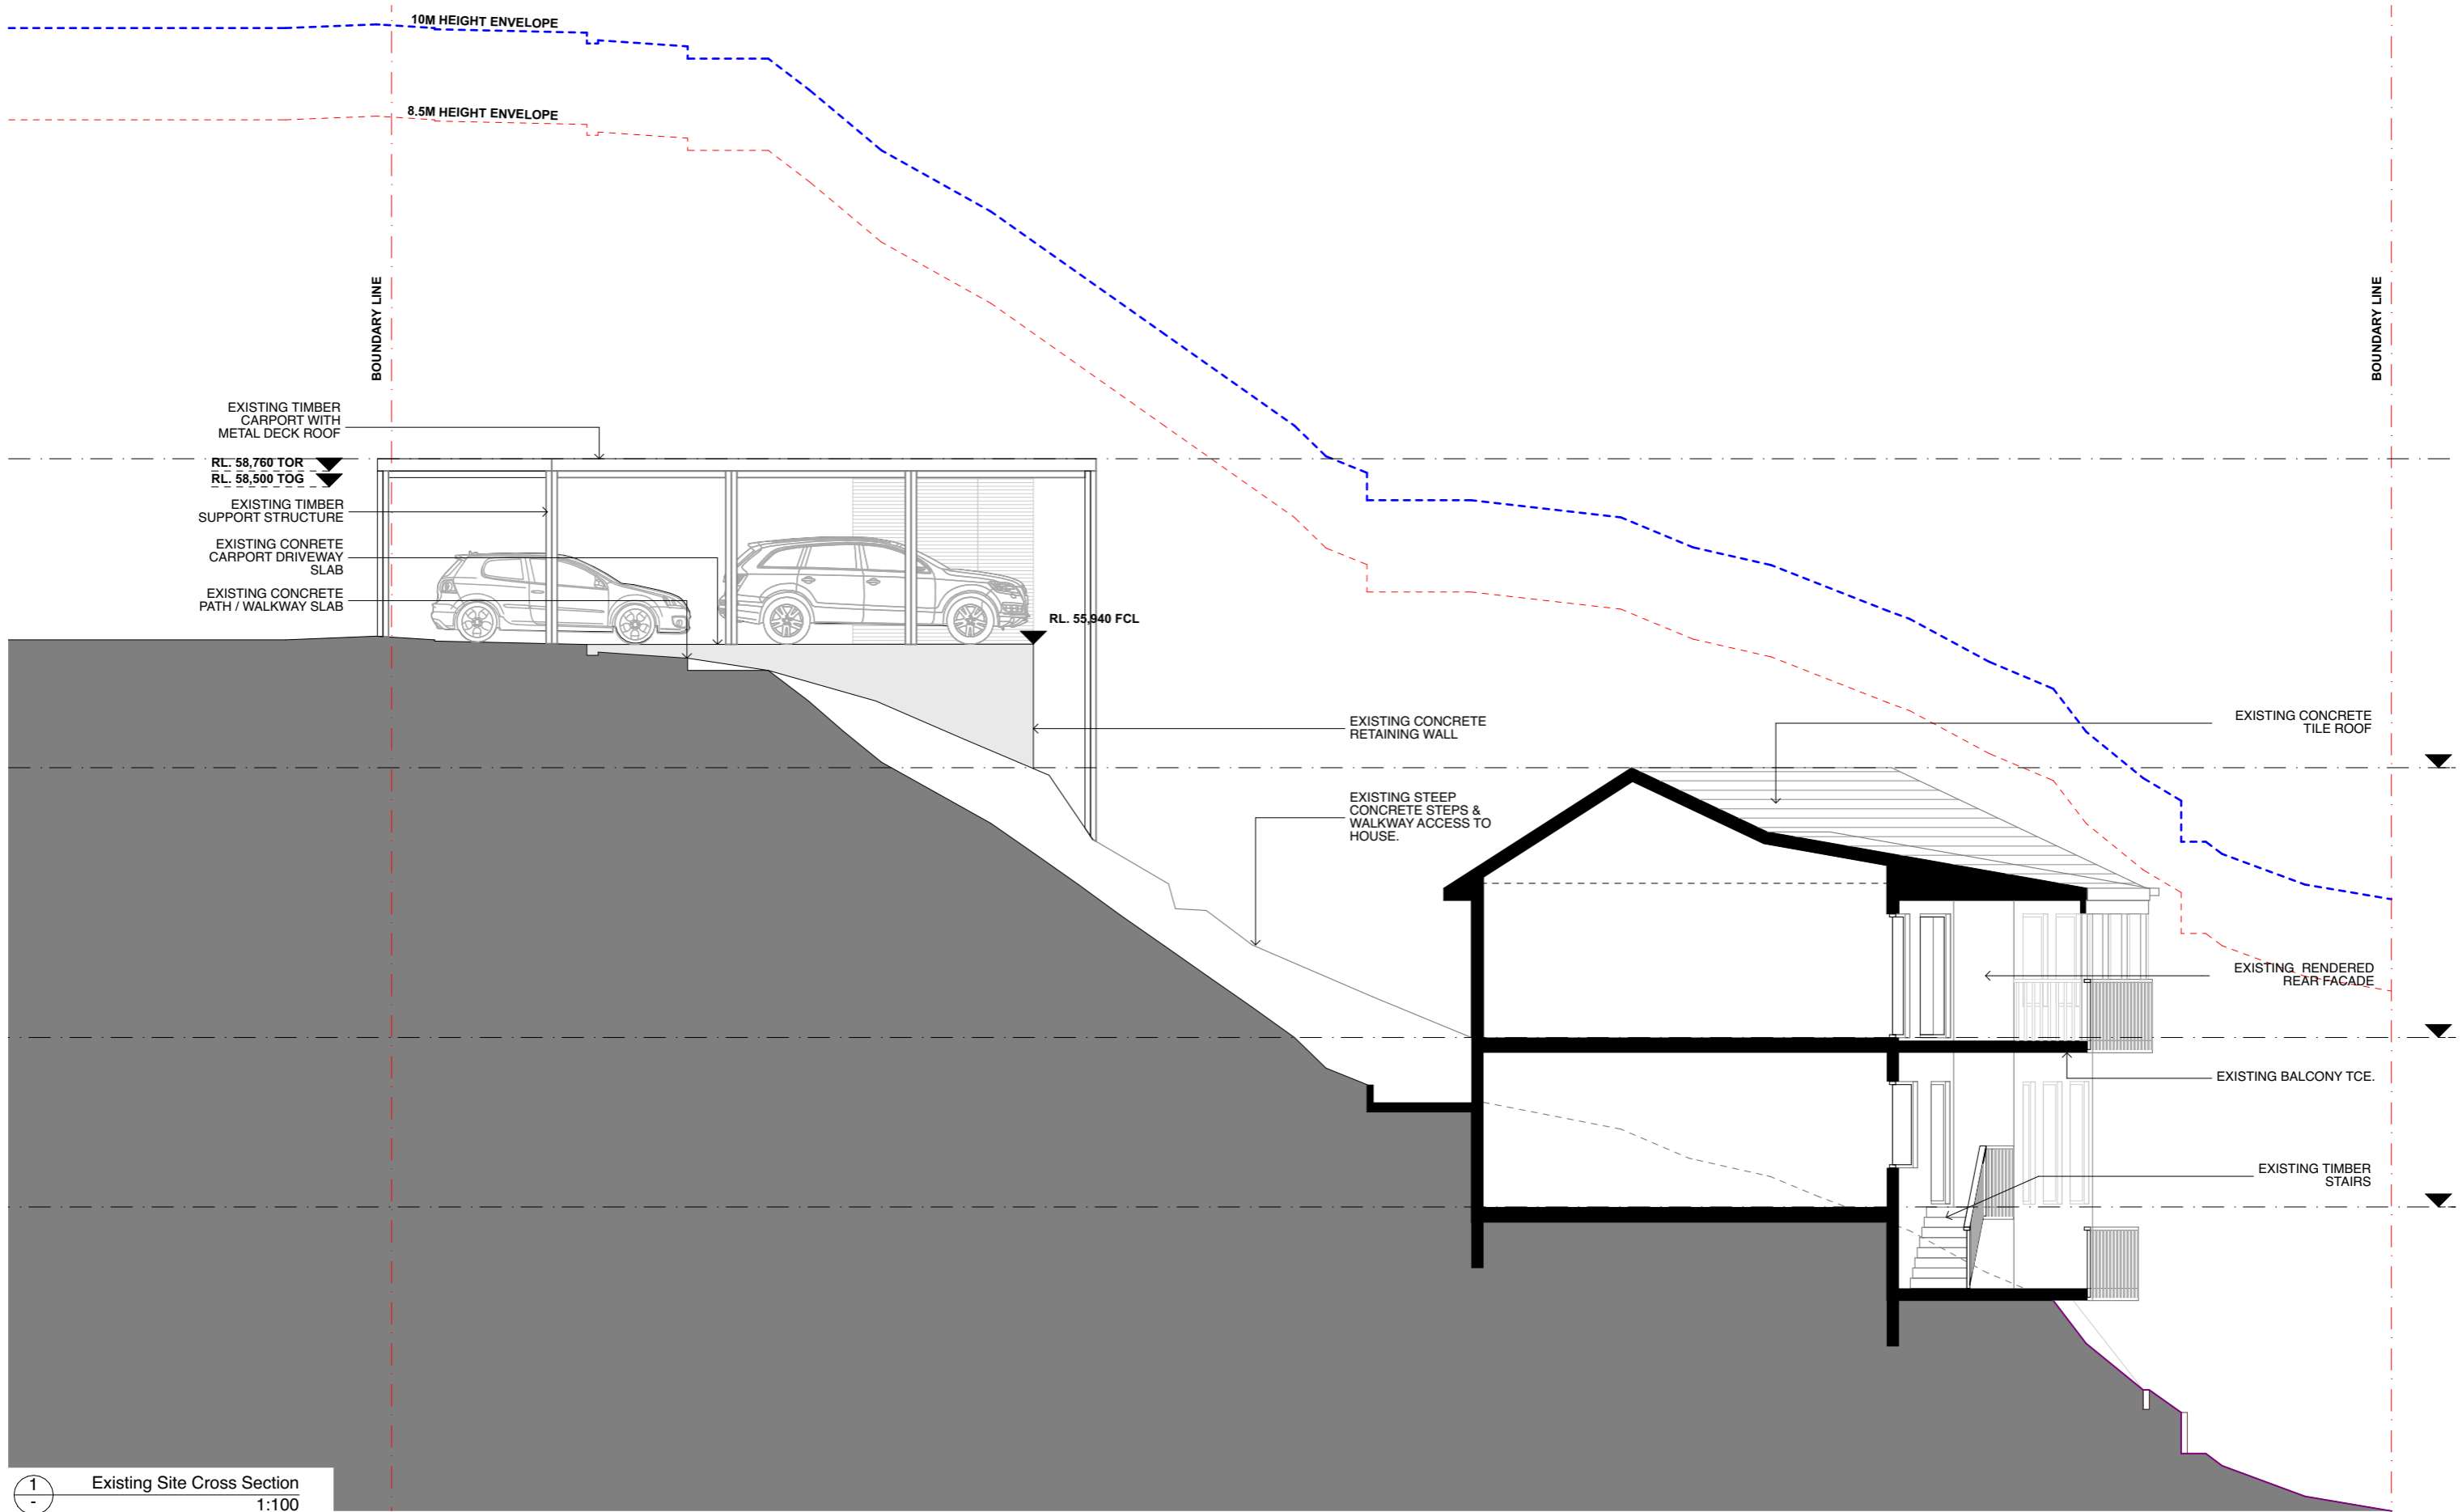 10M HEIGHT ENVELOPE
8.5M HEIGHT ENVELOPE
BOUNDARY LINE
BOUNDARY LINE
EXISTING TIMBER
CARPORT WITH
METAL DECK ROOF
RL. 58,760 TOR
RL. 58,500 TOG
EXISTING TIMBER
SUPPORT STRUCTURE
EXISTING CONRETE
CARPORT DRIVEWAY
SLAB
EXISTING CONCRETE
PATH / WALKWAY SLAB
RL. 55,940 FCL
EXISTING CONCRETE
RETAINING WALL
EXISTING CONCRETE
TILE ROOF
EXISTING STEEP
CONCRETE STEPS &
WALKWAY ACCESS TO
HOUSE.
EXISTING RENDERED
REAR FACADE
EXISTING BALCONY TCE.
EXISTING TIMBER
STAIRS
1
-
Existing Site Cross Section
1:100